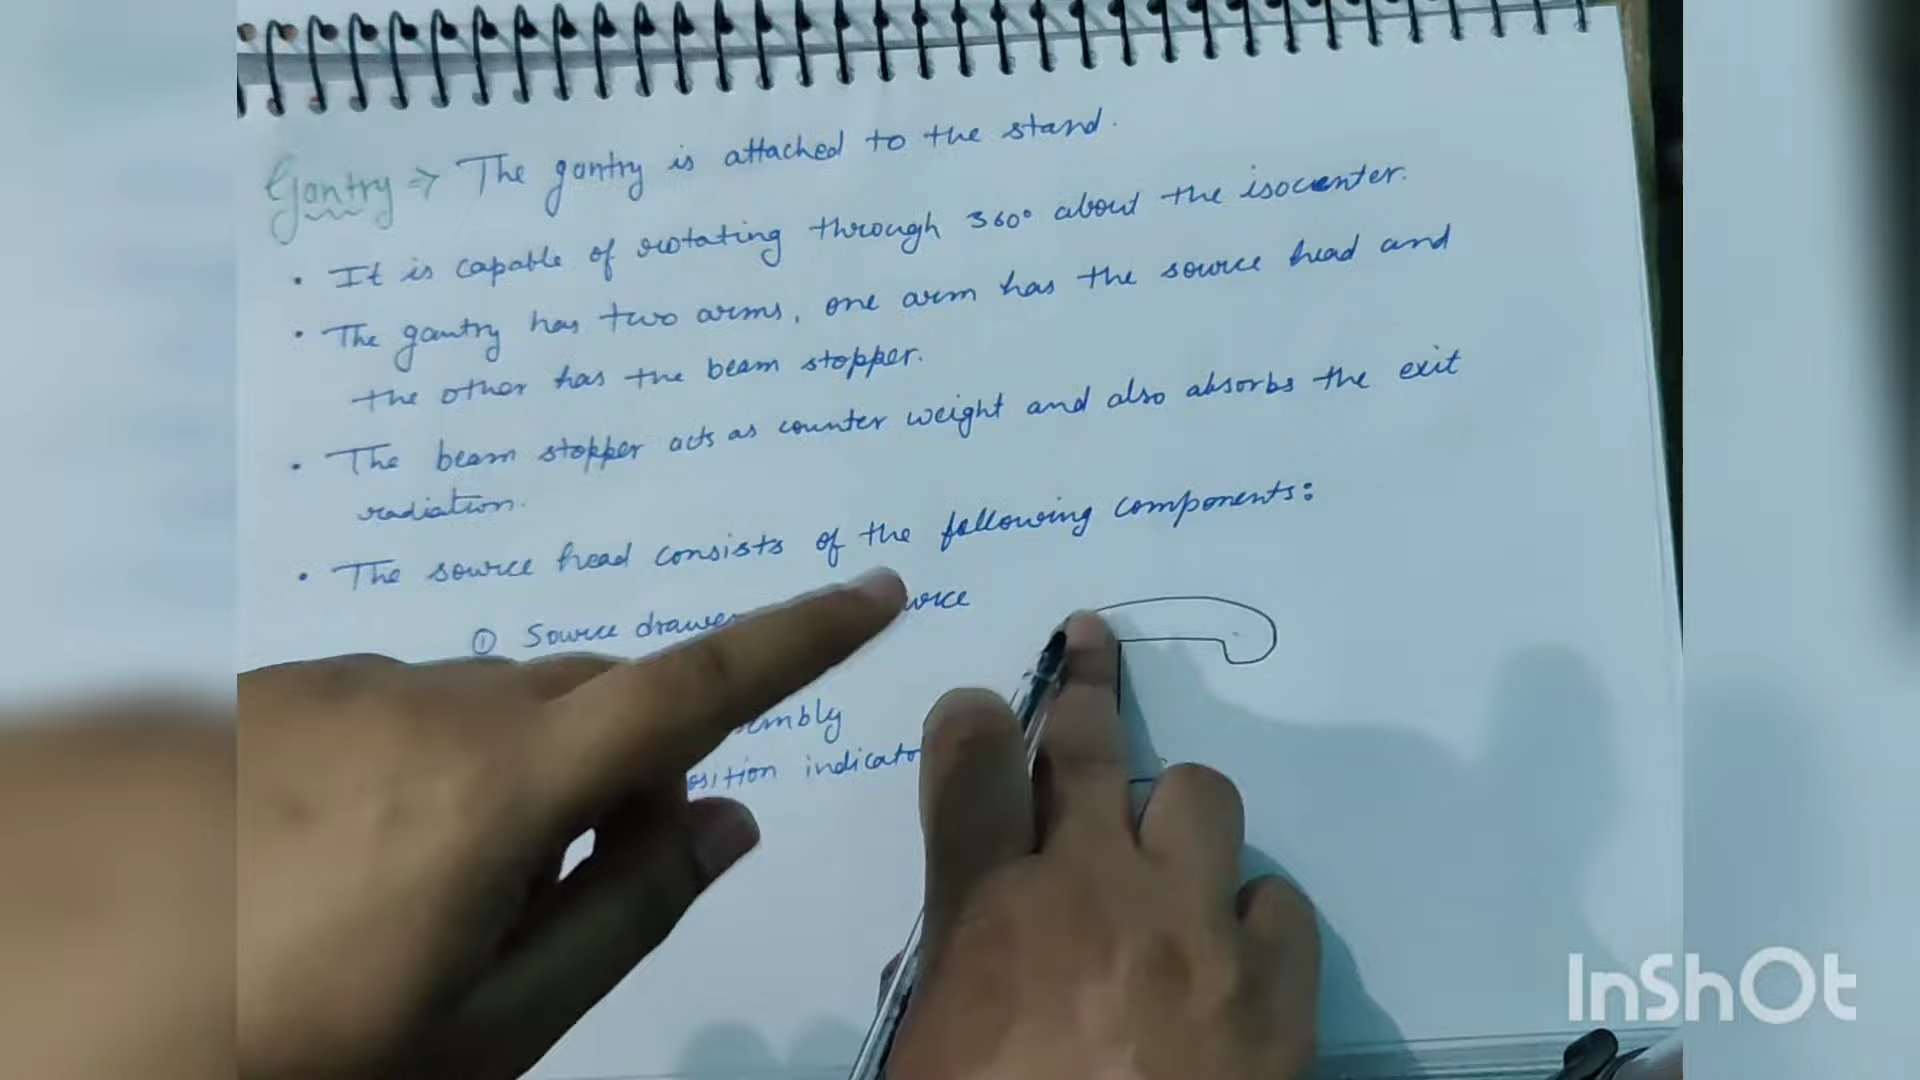 Gantry ⇒ The gantry is attached to the stand.
• It is capable of rotating through 360° about the isocenter.
• The gantry has two arms, one arm has the source head and
the other has the beam stopper.
• The beam stopper acts as counter weight and also absorbs the exit
radiation.
• The source head consists of the following components:
① Source drawer
InShOt